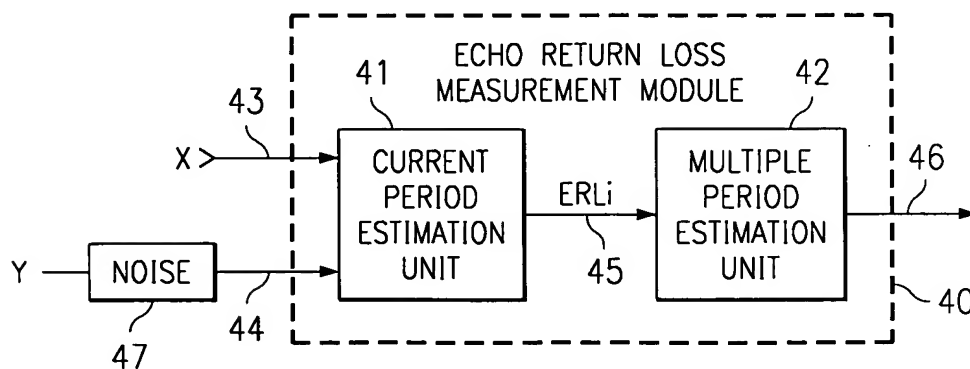 ECHO RETURN LOSS
MEASUREMENT MODULE
41
42
43
X
CURRENT
PERIOD
ESTIMATION
UNIT
ERLi
45
MULTIPLE
PERIOD
ESTIMATION
UNIT
46
Y
NOISE
44
47
40